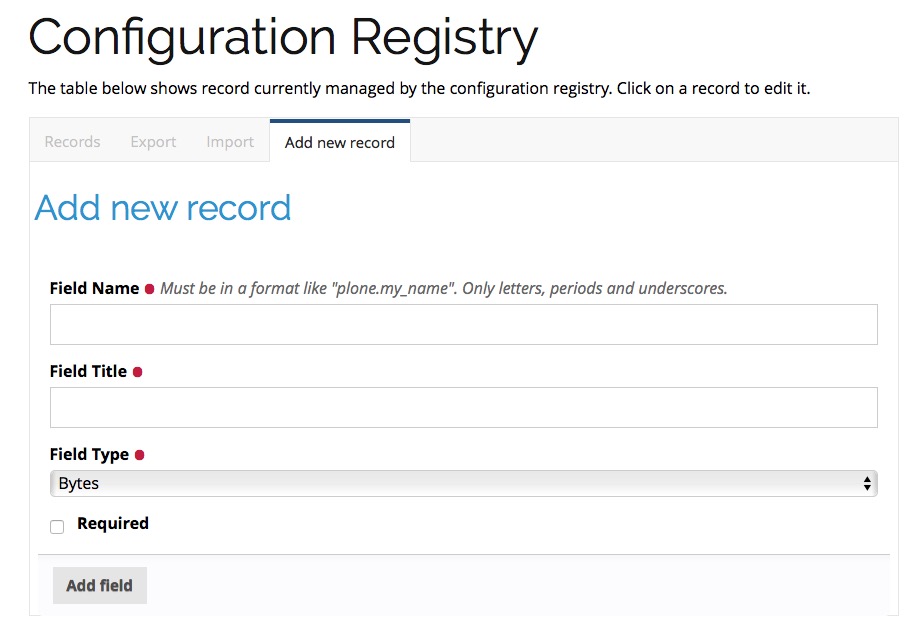 Configuration Registry
The table below shows record currently managed by the configuration registry. Click on a record to edit it.
Records Export Import Add new record
Add new record
Field Name Must be in a format like "plone.my_name". Only letters, periods and underscores.
Field Title
Field Type
Bytes
Required
Add field